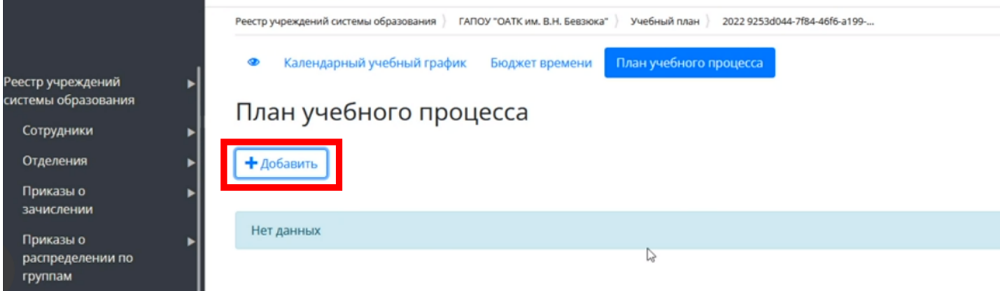 Реестр учреждений системы образования ⟩ ГАПОУ "ОАТК им. В.Н. Бевзюка" ⟩ Учебный план ⟩ 2022 9253d044-7f84-46f6-a199-...
Календарный учебный график Бюджет времени План учебного процесса
Реестр учреждений
системы образования
Сотрудники
Отделения
Приказы о
зачислении
Приказы о
распределении по
группам
План учебного процесса
+ Добавить
Нет данных